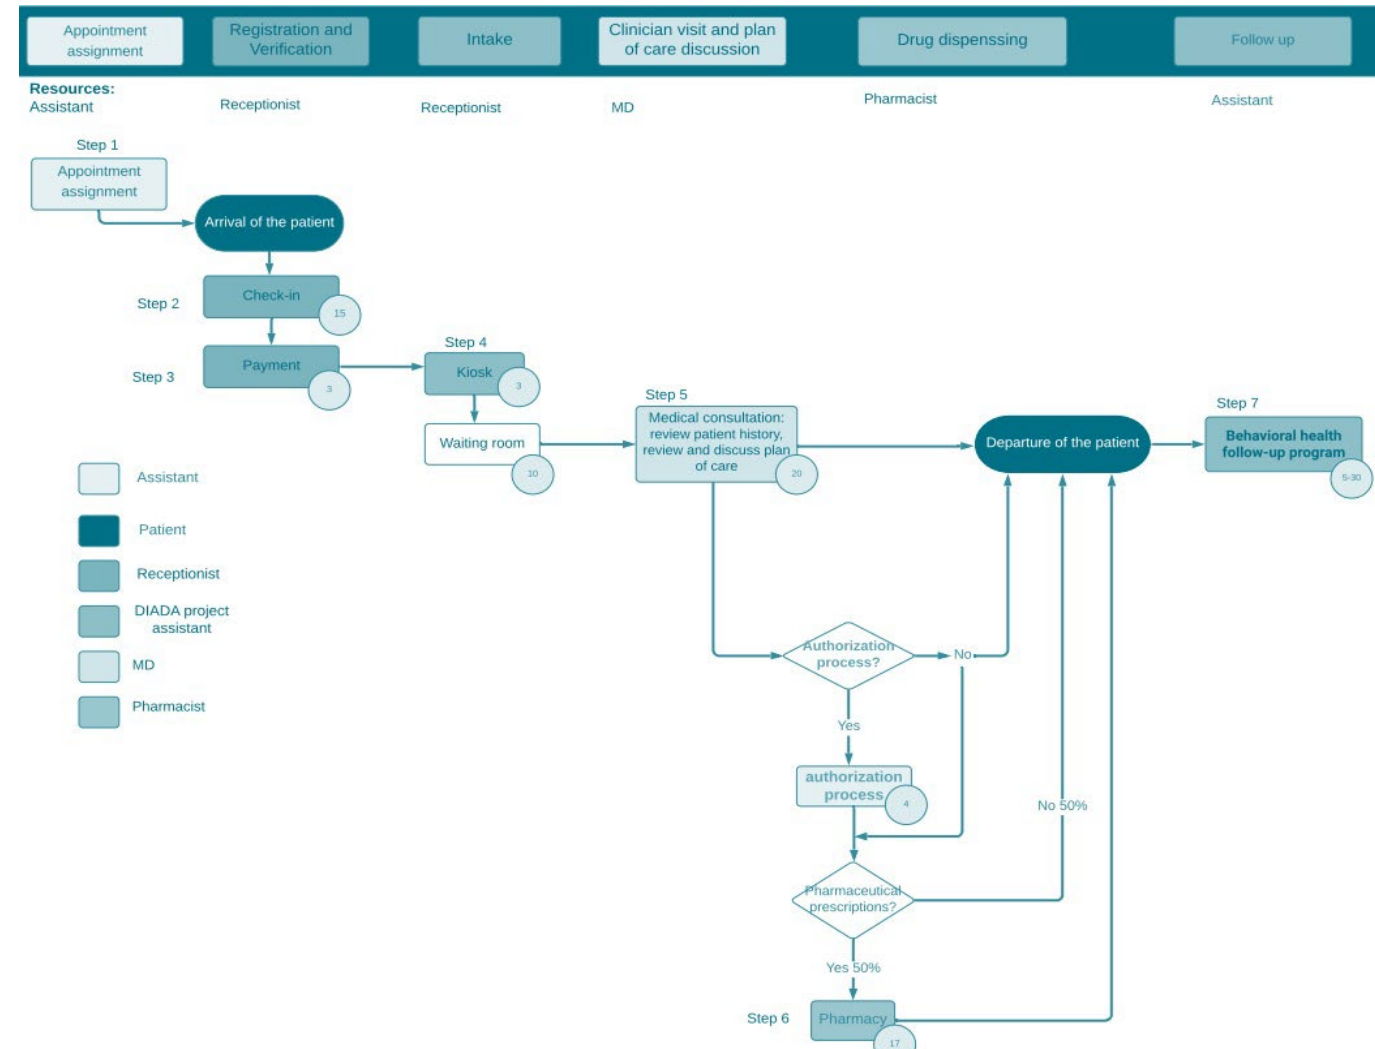 Appointment
assignment
Registration and
Verification
Intake
Clinician visit and plan
of care discussion
Drug dispenssing
Follow up
Resources:
Assistant
Receptionist
Receptionist
MD
Pharmacist
Assistant
Step 1
Appointment
assignment
Arrival of the patient
Step 2
Check-in
15
Step 3
Payment
3
Step 4
Kiosk
3
Waiting room
10
Step 5
Medical consultation:
review patient history,
review and discuss plan
of care
20
Departure of the patient
Step 7
Behavioral health
follow-up program
5-30
Assistant
Patient
Receptionist
DIADA project
assistant
MD
Pharmacist
Authorization
process?
No
Yes
authorization
process
4
No 50%
Pharmaceutical
prescriptions?
Yes 50%
Step 6
Pharmacy
17